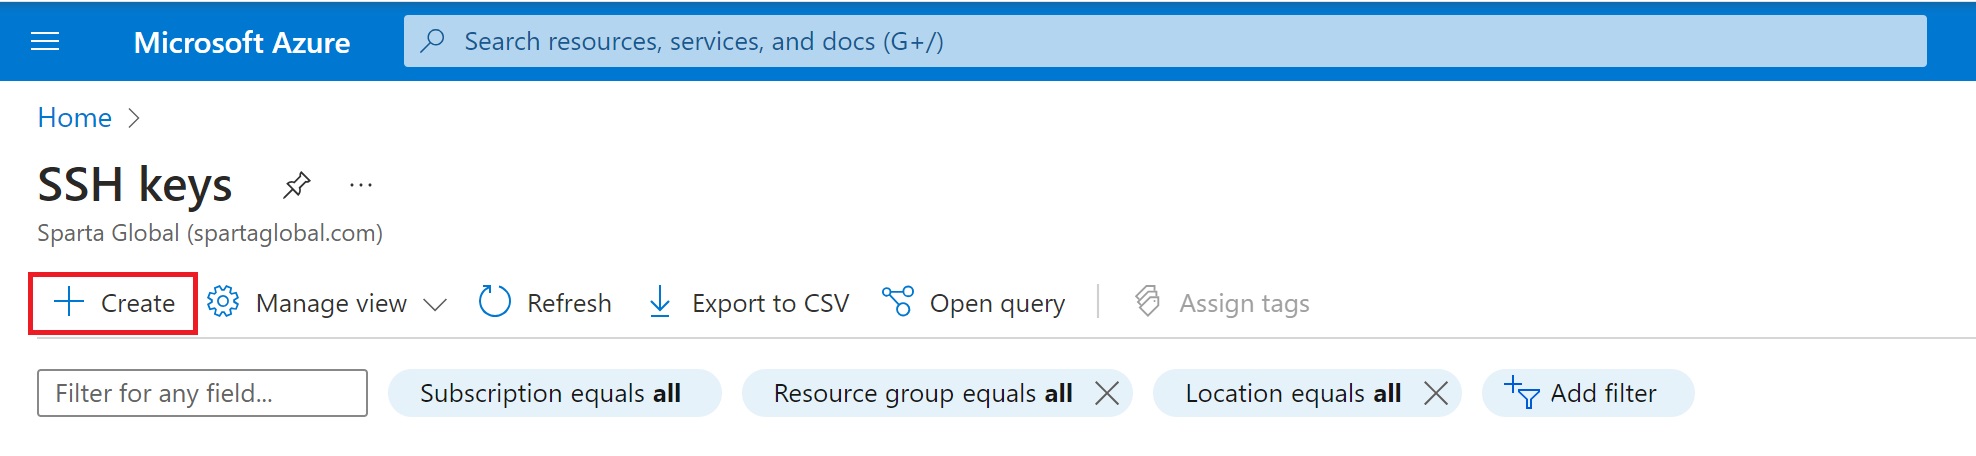 Microsoft Azure
Search resources, services, and docs (G+/)
Home
SSH keys
Sparta Global (spartaglobal.com)
Create
Manage view
Refresh
Export to CSV
Open query
Assign tags
Filter for any field...
Subscription equals all
Resource group equals all
Location equals all
Add filter